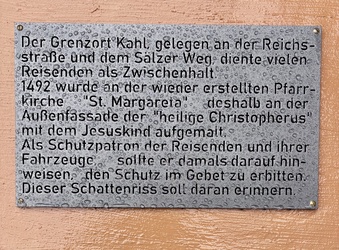 Der Grenzort Kahl, gelegen an der Reichs-
straße und dem Sälzer Weg, diente vielen
Reisenden als Zwischenhalt.
1492 wurde an der wieder erstellten Pfarr-
kirche "St. Margareta" deshalb an der
Außenfassade der "heilige Christopherus"
mit dem Jesuskind aufgemalt.
Als Schutzpatron der Reisenden und ihrer
Fahrzeuge, sollte er damals darauf hin-
weisen, den Schutz im Gebet zu erbitten.
Dieser Schattenriss soll daran erinnern.